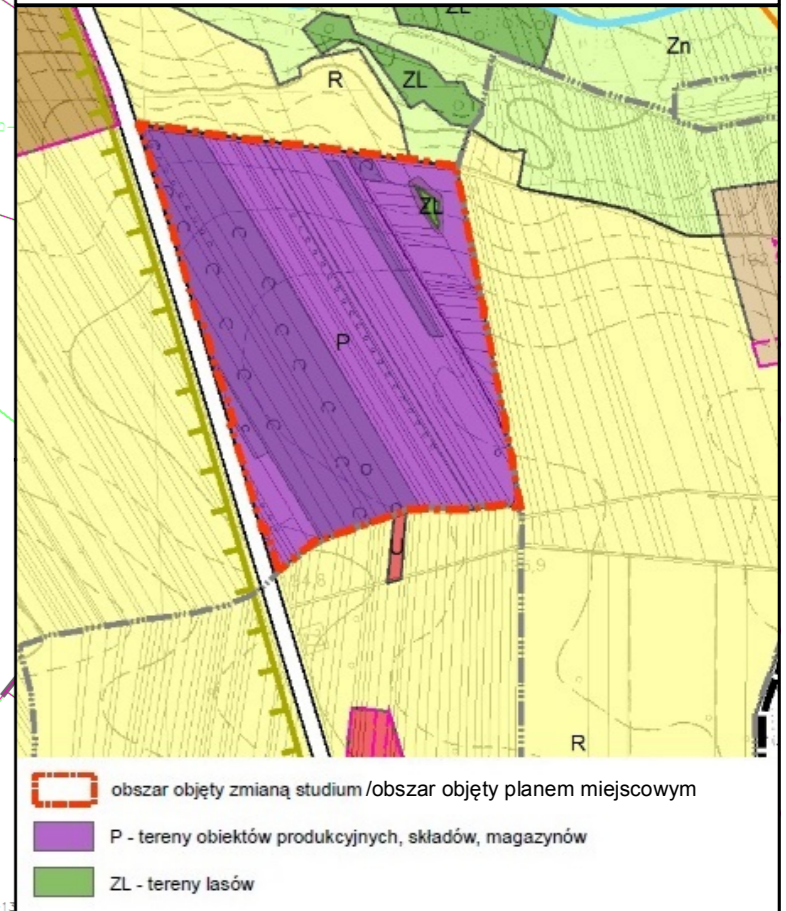 ZL
Zn
R
ZL
ZL
P
U
R
obszar objęty zmianą studium /obszar objęty planem miejscowym
P - tereny obiektów produkcyjnych, składów, magazynów
ZL - tereny lasów
13